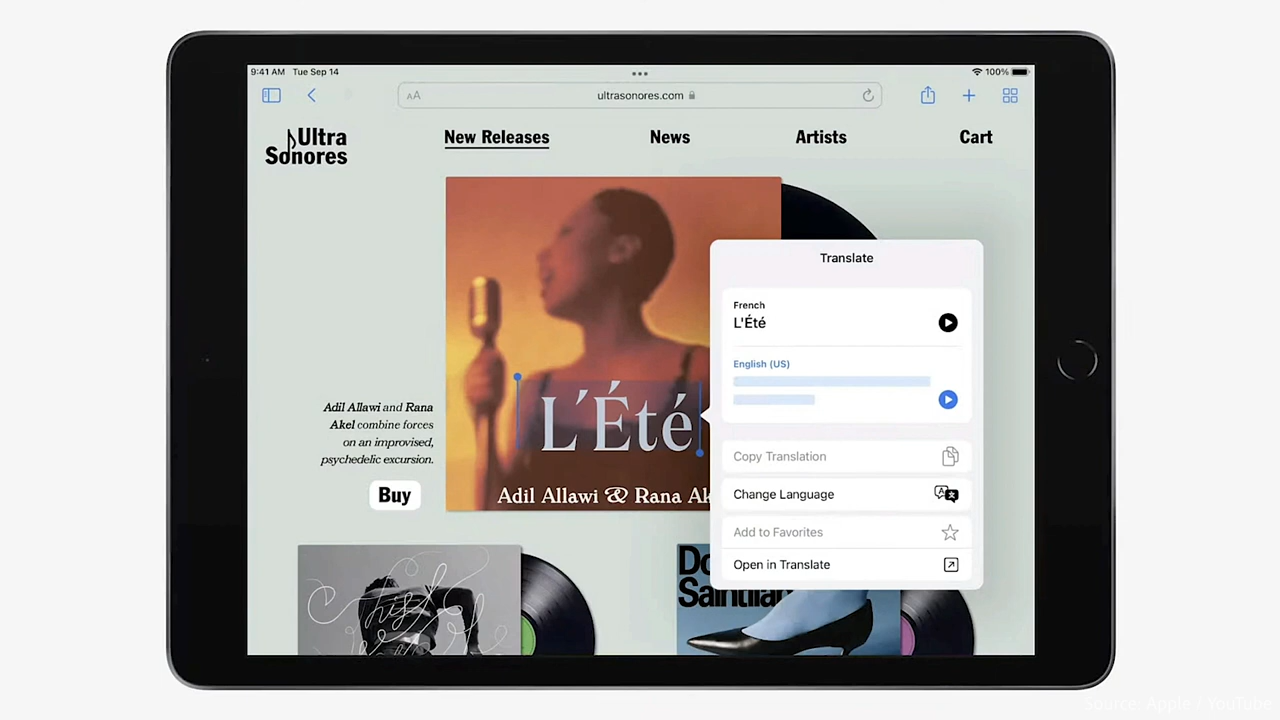 9:41 AM Tue Sep 14
100%
AA
ultrasonores.com
Ultra
Sonores
New Releases
News
Artists
Cart
Adil Allawi and Rana
Akel combine forces
on an improvised,
psychedelic excursion.
Buy
L'Été
Adil Allawi & Rana Ak
Translate
French
L'Été
English (US)
Copy Translation
Change Language
Add to Favorites
Open in Translate
Do
Source: Apple / YouTube